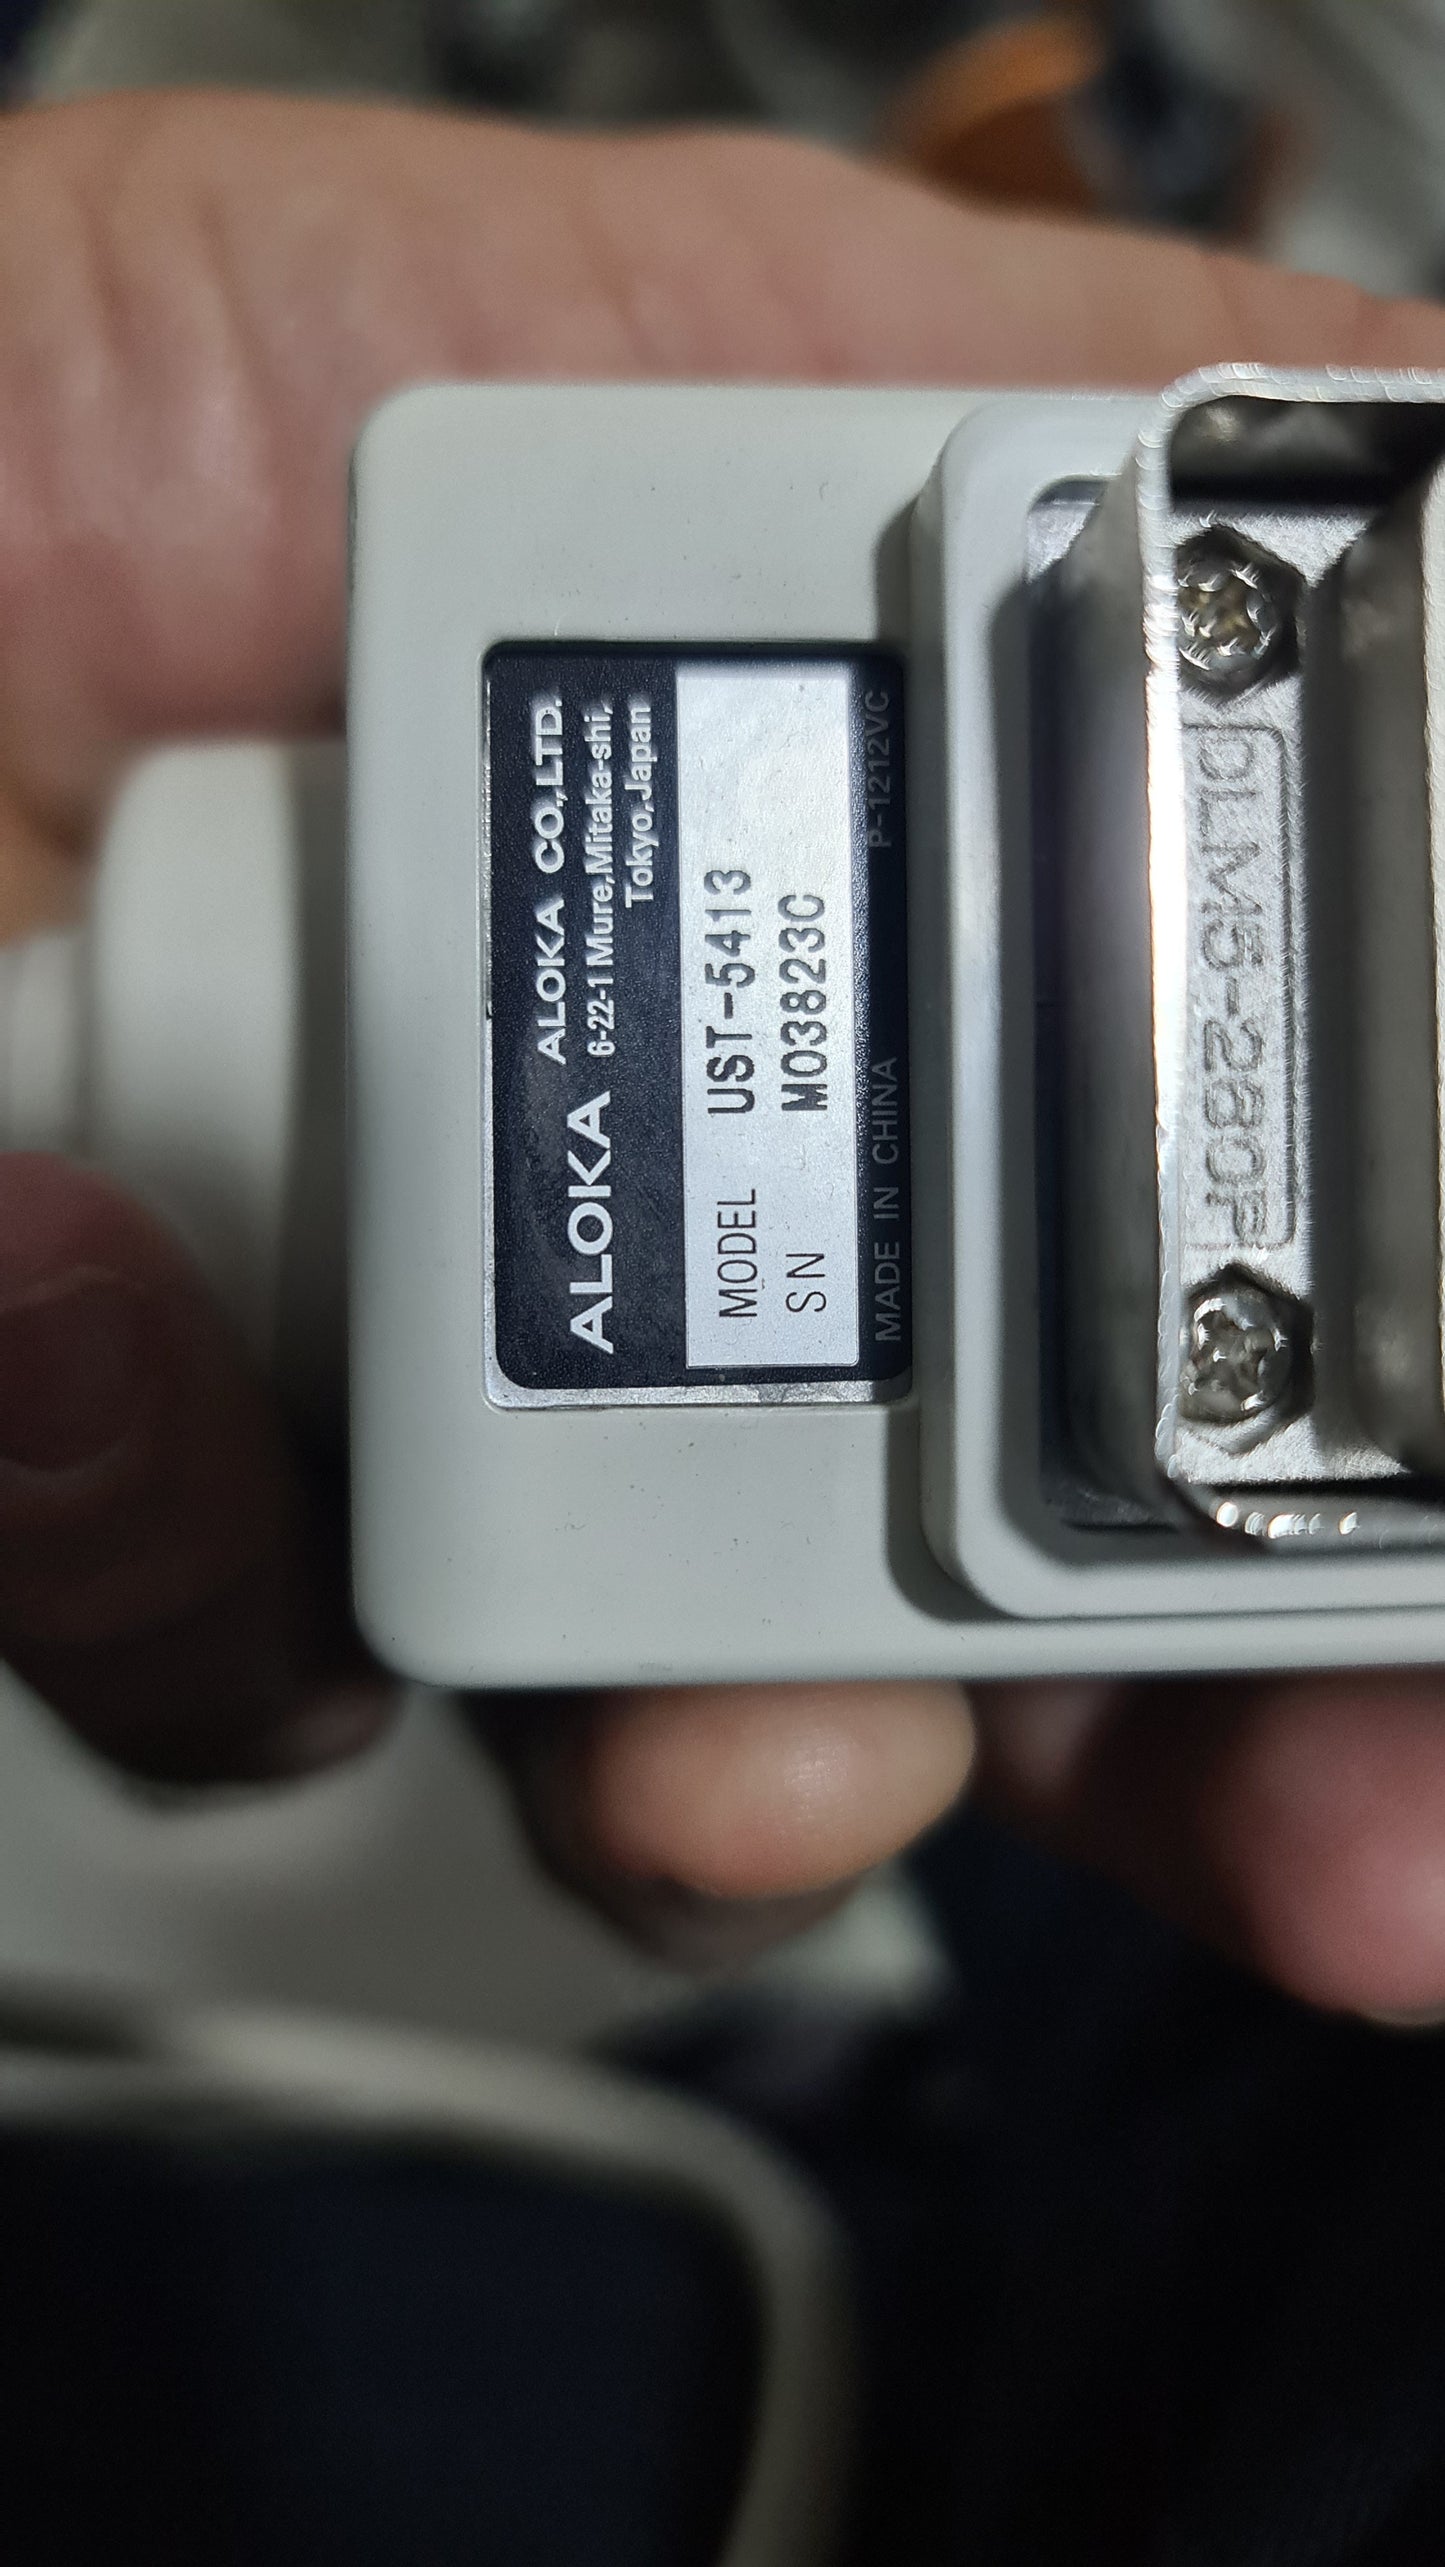 ALOKA
ALOKA CO.,LTD.
6-22-1 Mure,Mitaka-shi,
Tokyo,Japan
MODEL UST-5413
SN M03823C
MADE IN CHINA P-1212VC
DLM5-260P